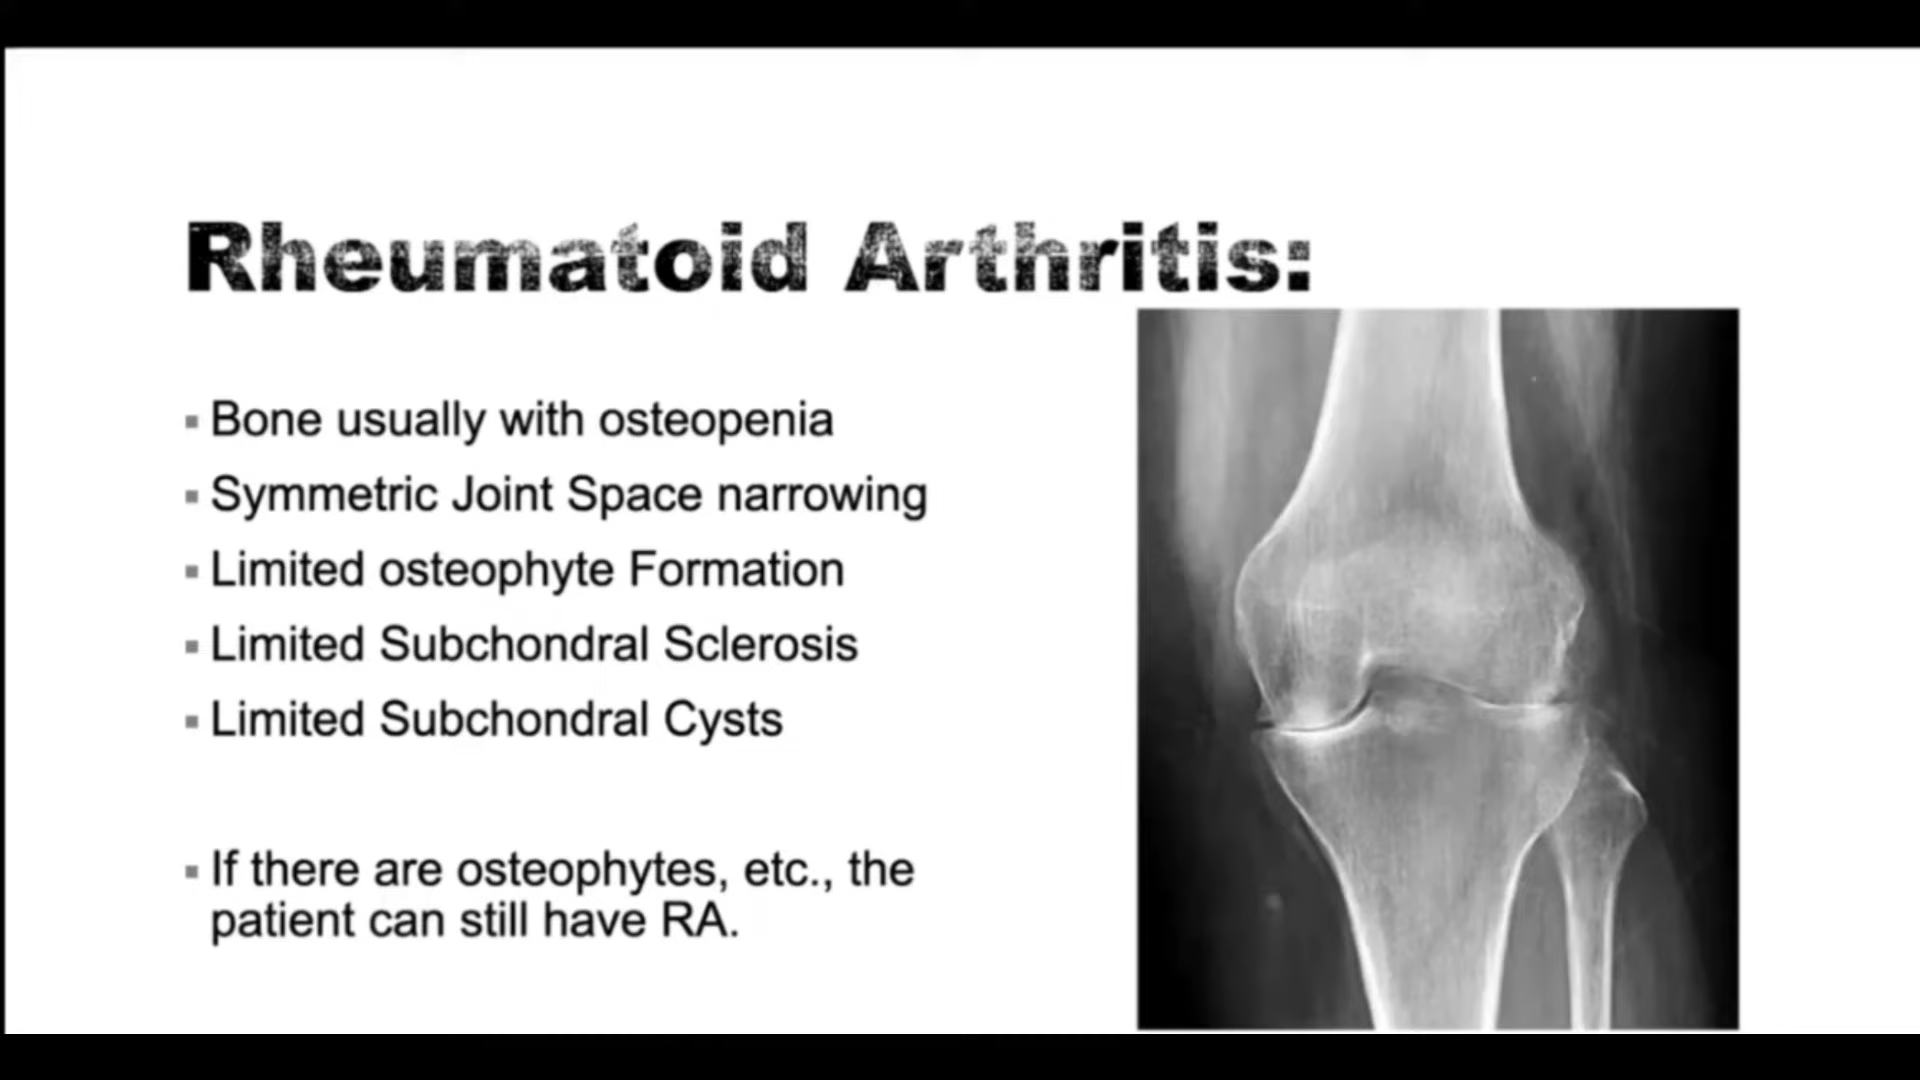 Rheumatoid Arthritis:
▪ Bone usually with osteopenia
▪ Symmetric Joint Space narrowing
▪ Limited osteophyte Formation
▪ Limited Subchondral Sclerosis
▪ Limited Subchondral Cysts
▪ If there are osteophytes, etc., the
patient can still have RA.